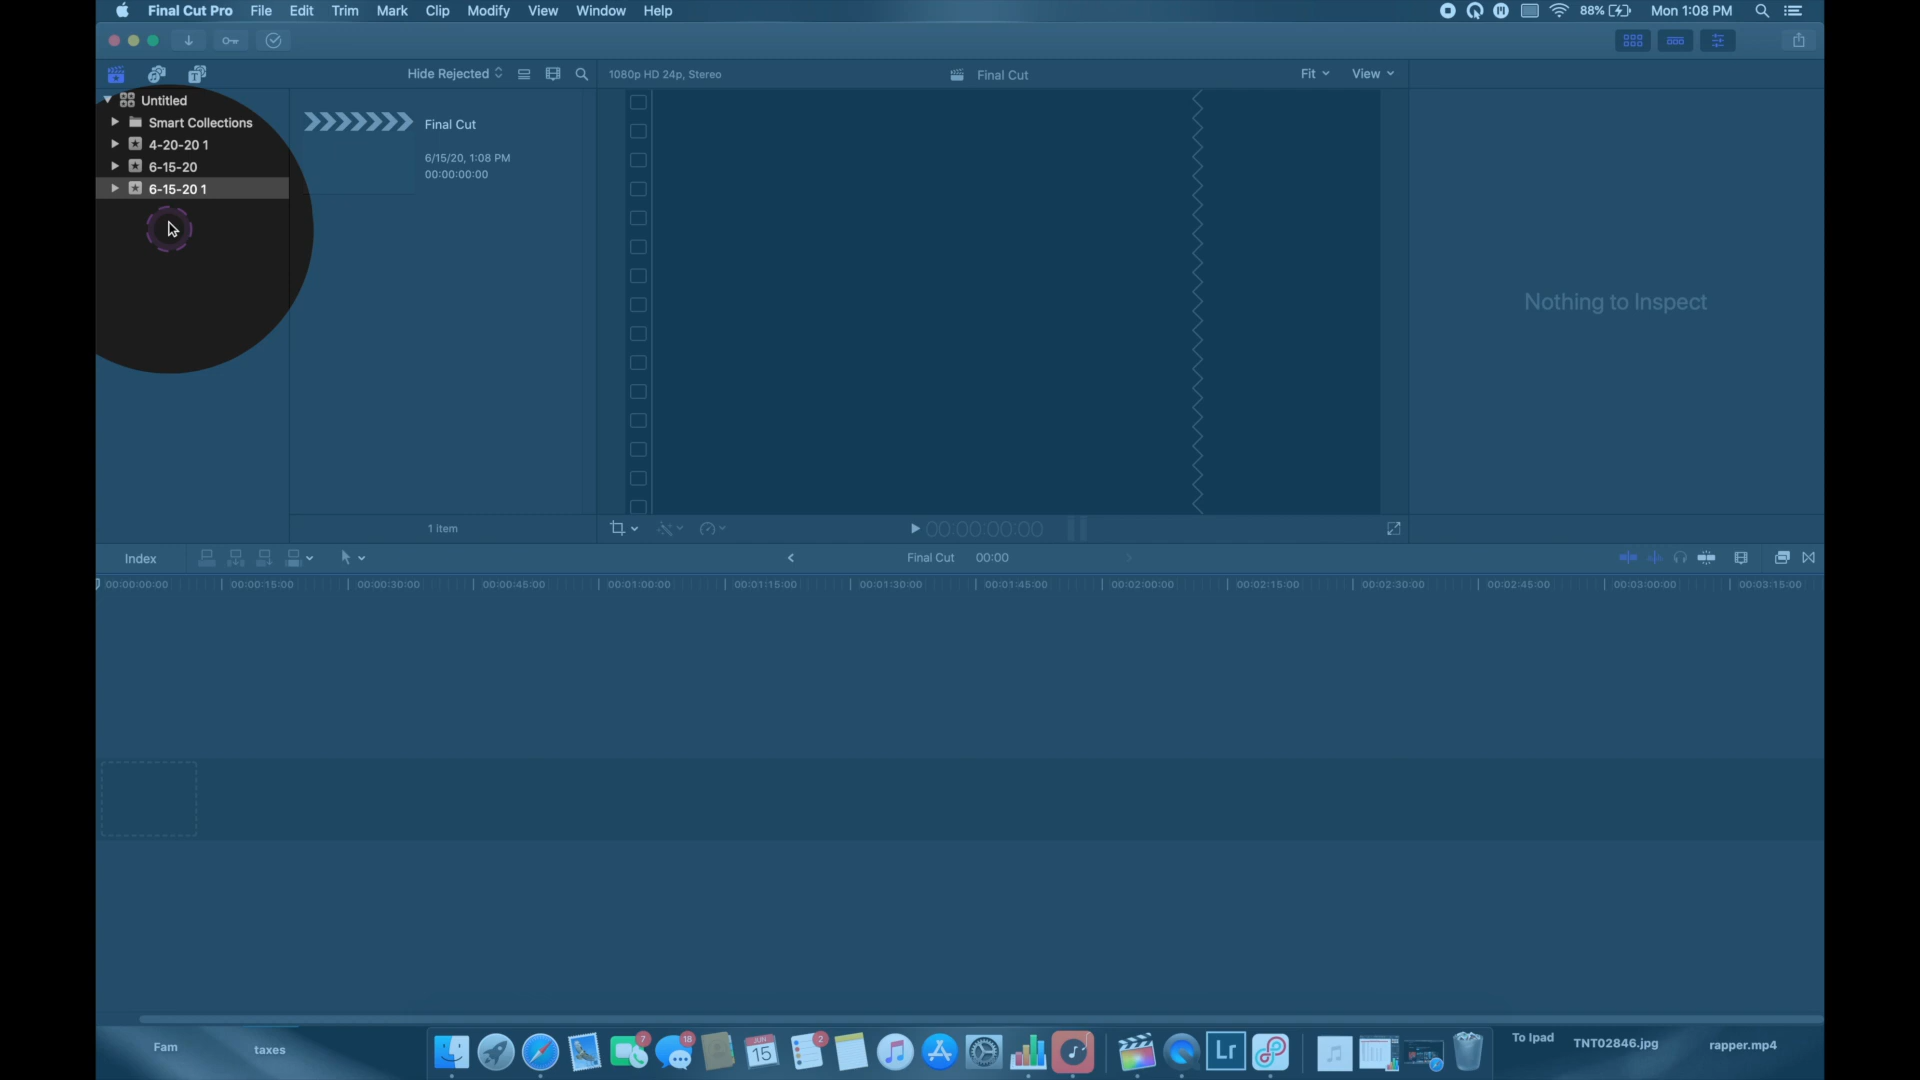 Final Cut Pro File Edit Trim Mark Clip Modify View Window Help 88% Mon 1:08 PM
Hide Rejected 1080p HD 24p, Stereo Final Cut Fit View
Untitled
Smart Collections
4-20-20 1
6-15-20
6-15-20 1
Final Cut
6/15/20, 1:08 PM
00:00:00:00
Nothing to Inspect
1 item 00:00:00:00
Index Final Cut 00:00
00:00:00:00 00:00:15:00 00:00:30:00 00:00:45:00 00:01:00:00 00:01:15:00 00:01:30:00 00:01:45:00 00:02:00:00 00:02:15:00 00:02:30:00 00:02:45:00 00:03:00:00 00:03:15:00
7 18 JUN 15 2 Lr
Fam taxes To Ipad TNT02846.jpg rapper.mp4